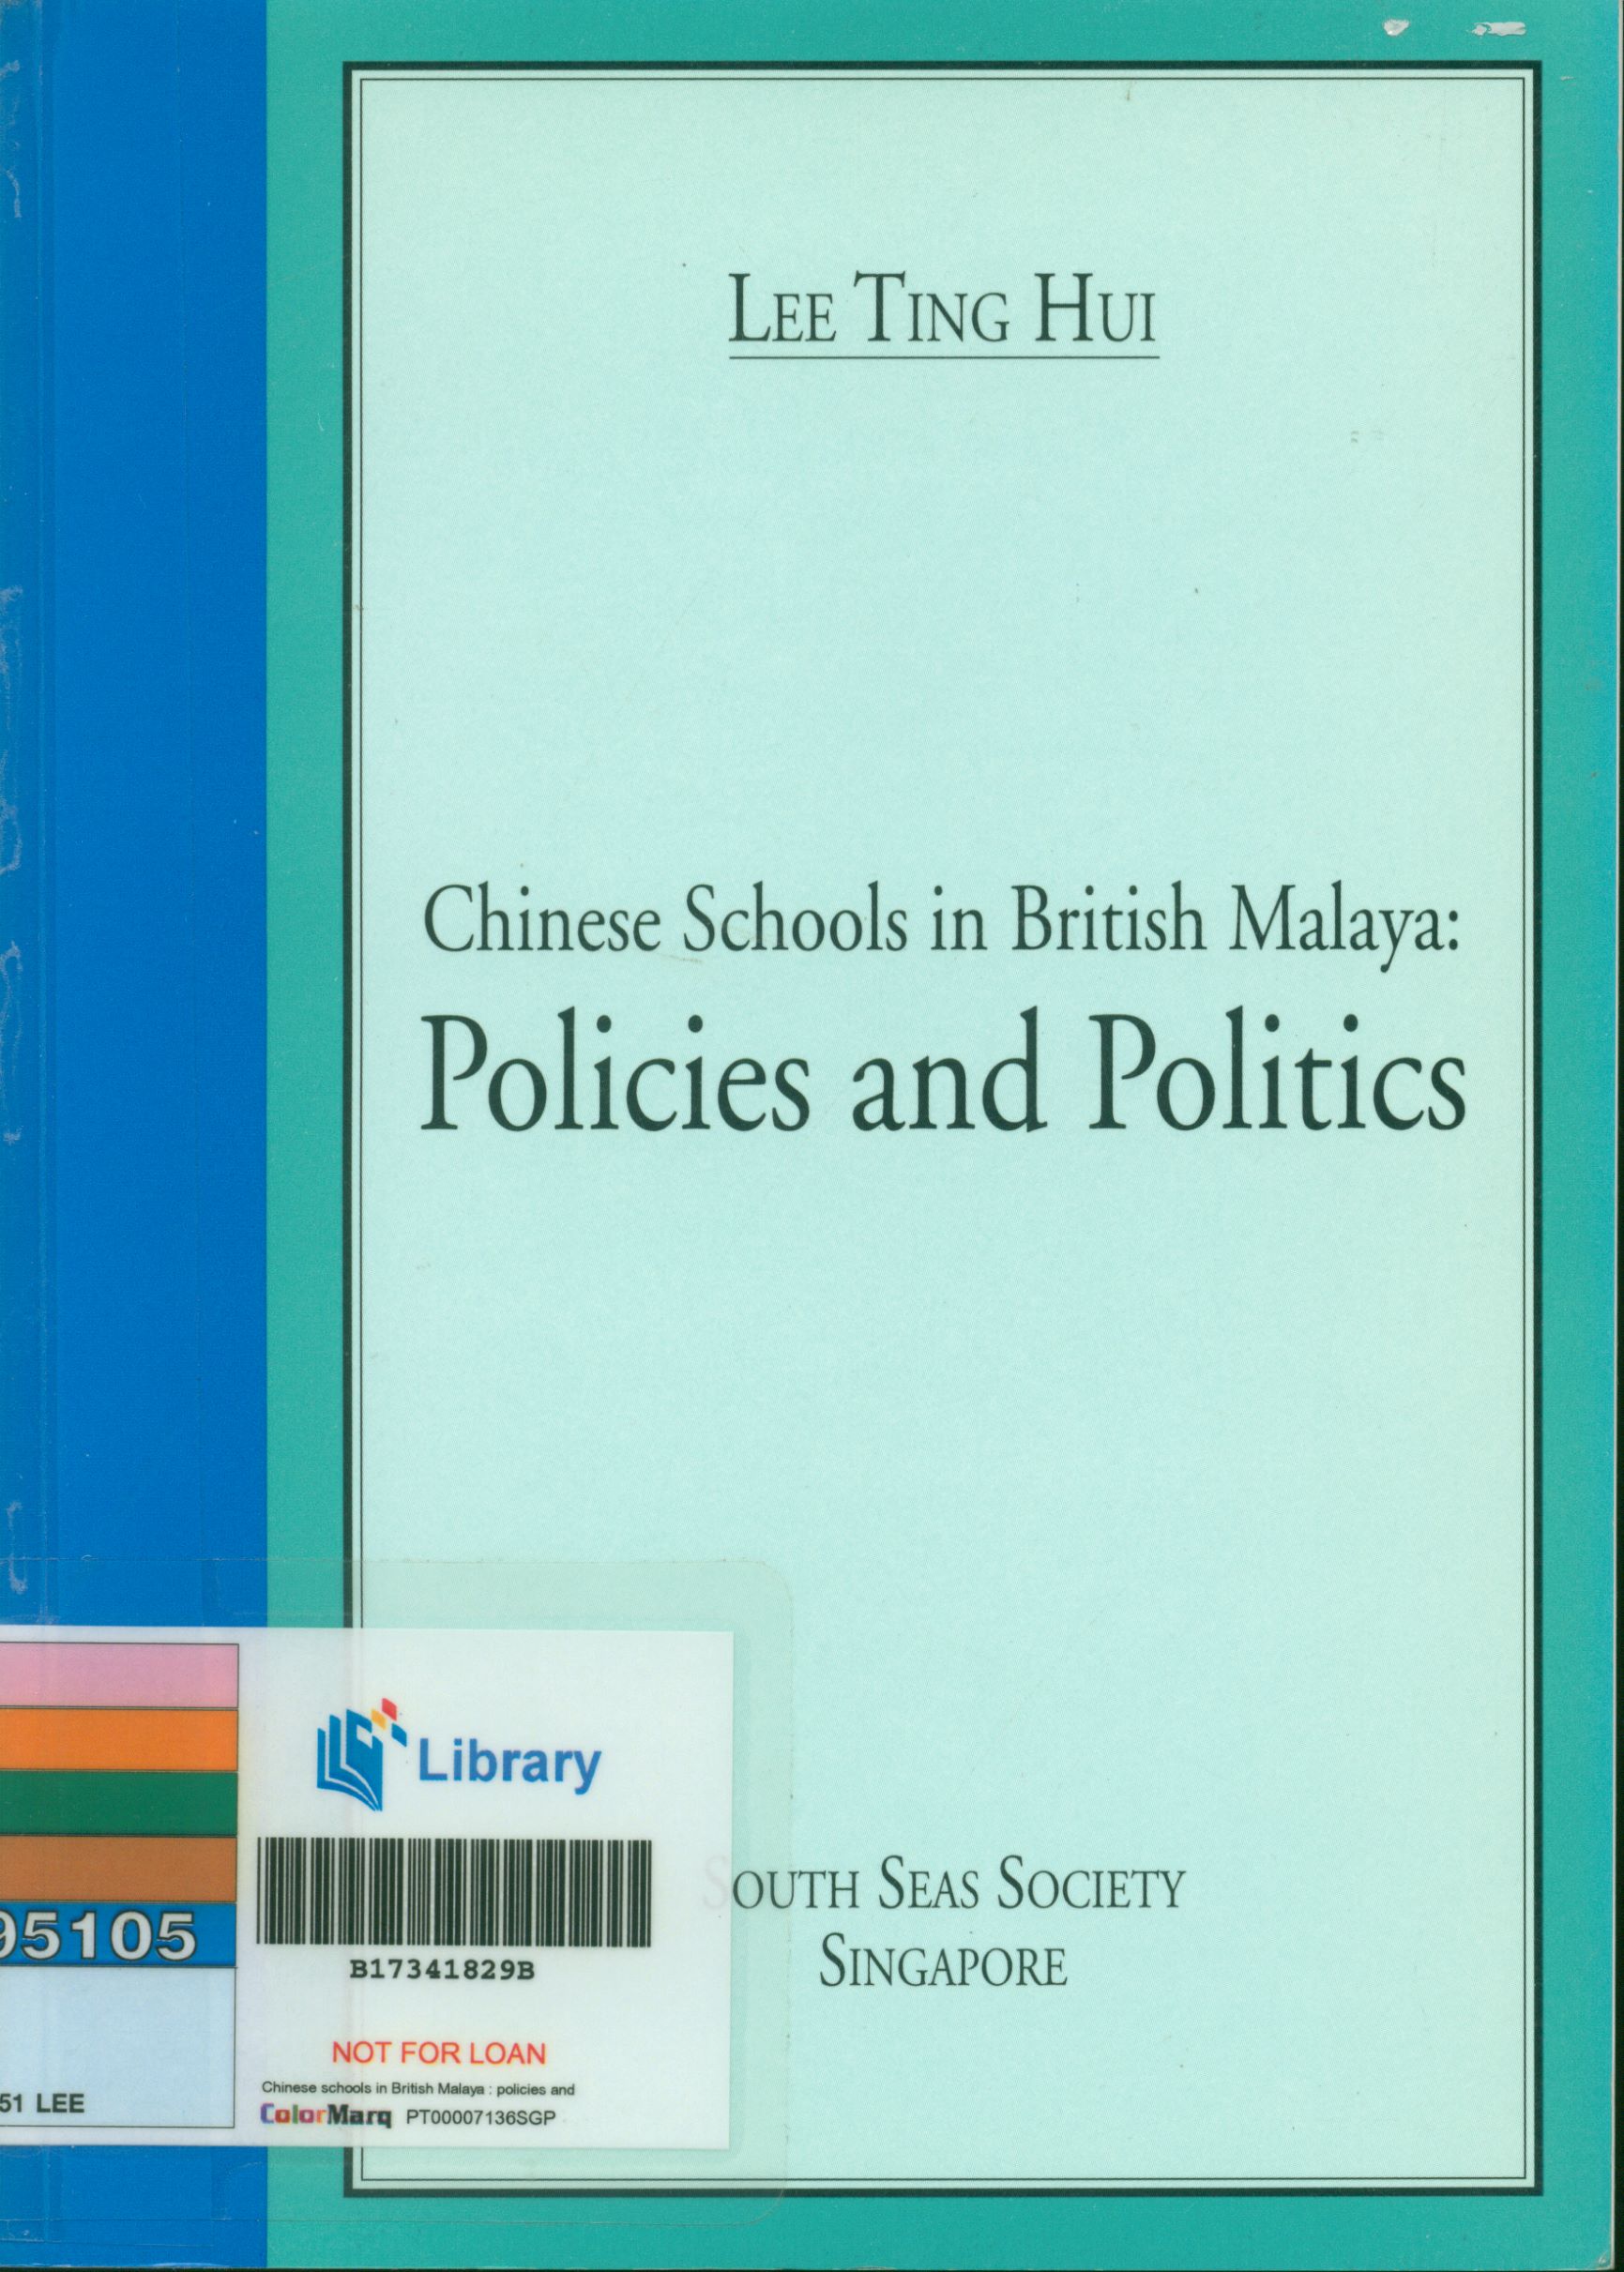 LEE TING HUI
Chinese Schools in British Malaya:
Policies and Politics
SOUTH SEAS SOCIETY
SINGAPORE
Library
95105
B17341829B
NOT FOR LOAN
Chinese schools in British Malaya : policies and
51 LEE
ColorMarq PT00007136SGP